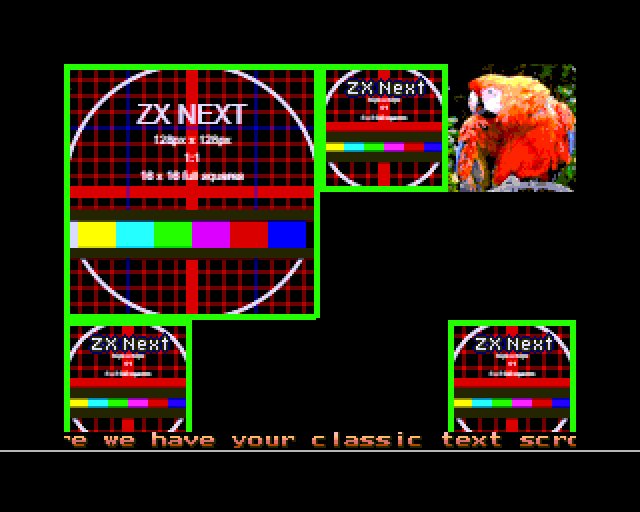 ZX NEXT
128px x 128px
1:1
16 x 16 full squares
ZX Next
ZX Next
ZX Next
re we have your classic text scro